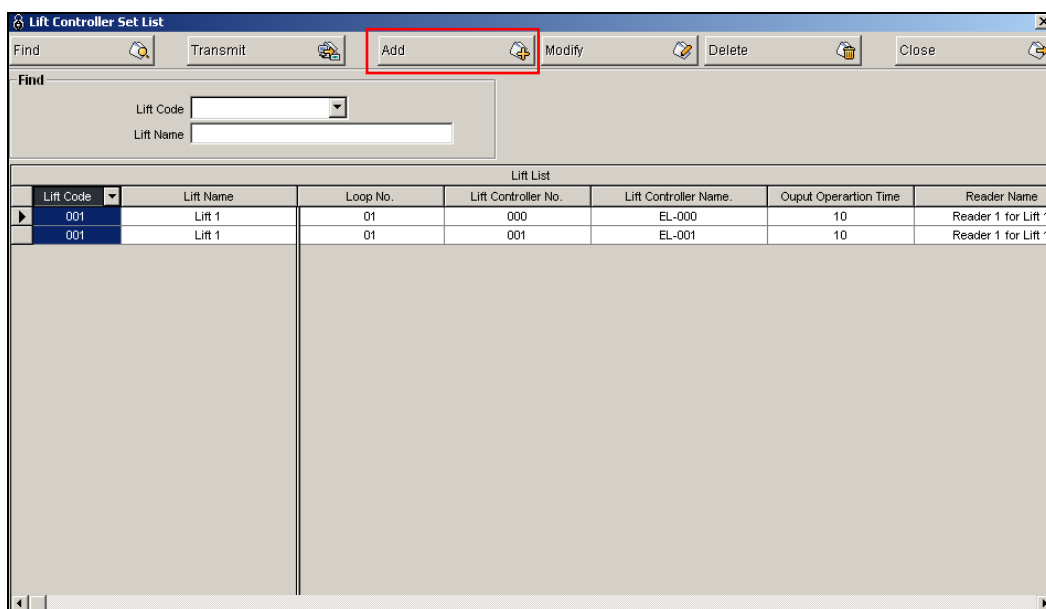 Lift Controller Set List
Find Transmit Add Modify Delete Close
Find
Lift Code
Lift Name
Lift List
Lift Code Lift Name Loop No. Lift Controller No. Lift Controller Name. Ouput Operartion Time Reader Name
001 Lift 1 01 000 EL-000 10 Reader 1 for Lift 1
001 Lift 1 01 001 EL-001 10 Reader 1 for Lift 1